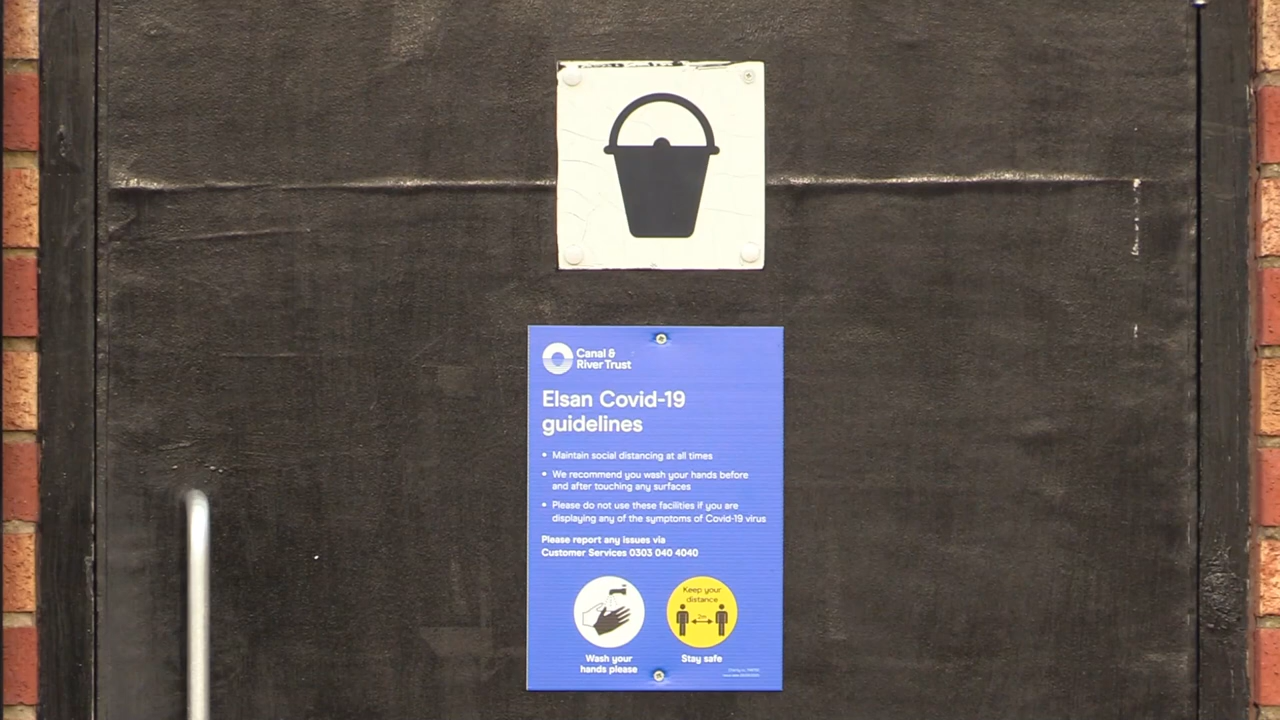 Canal &
River Trust
Elsan Covid-19
guidelines
• Maintain social distancing at all times
• We recommend you wash your hands before
and after touching any surfaces
• Please do not use these facilities if you are
displaying any of the symptoms of Covid-19 virus
Please report any issues via
Customer Services 0303 040 4040
Keep your
distance
2m
Wash your
hands please
Stay safe